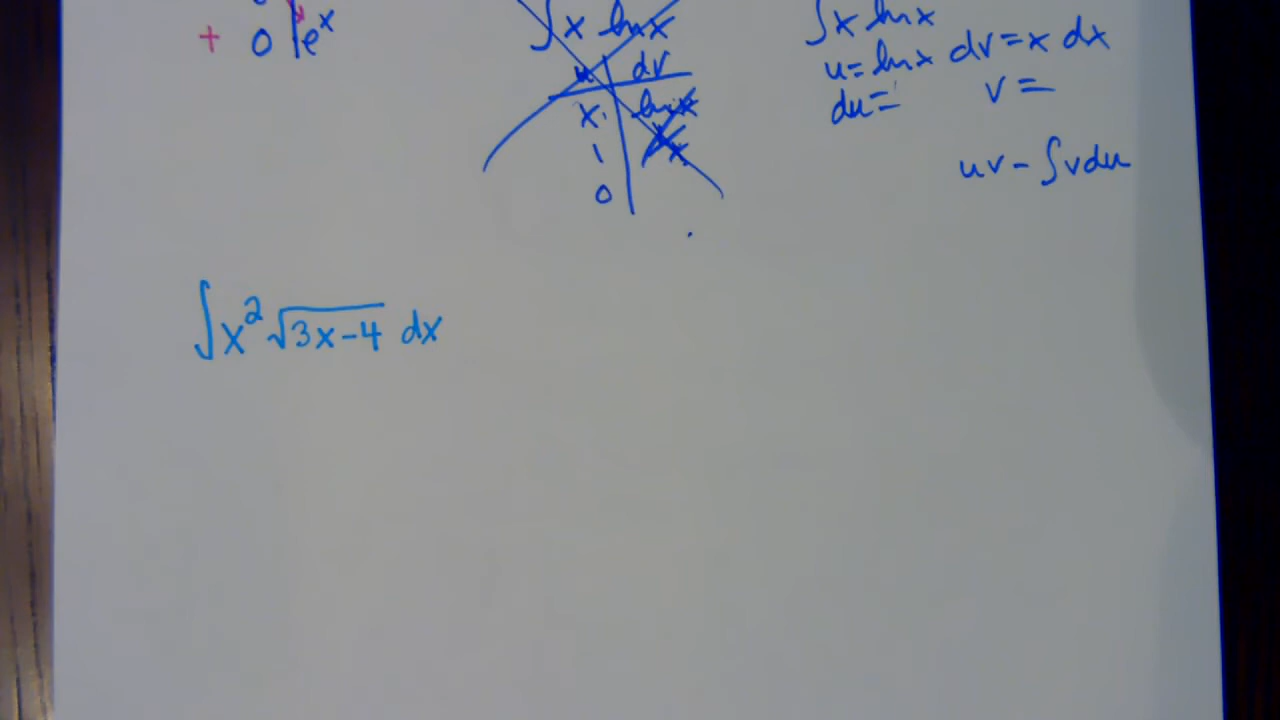 + 0 | e^x
∫ x ln x
u | dv
x | ln x
1 | x
0
∫ x ln x
u = ln x dv = x dx
du = v =
uv - ∫ v du
∫ x² √(3x-4) dx